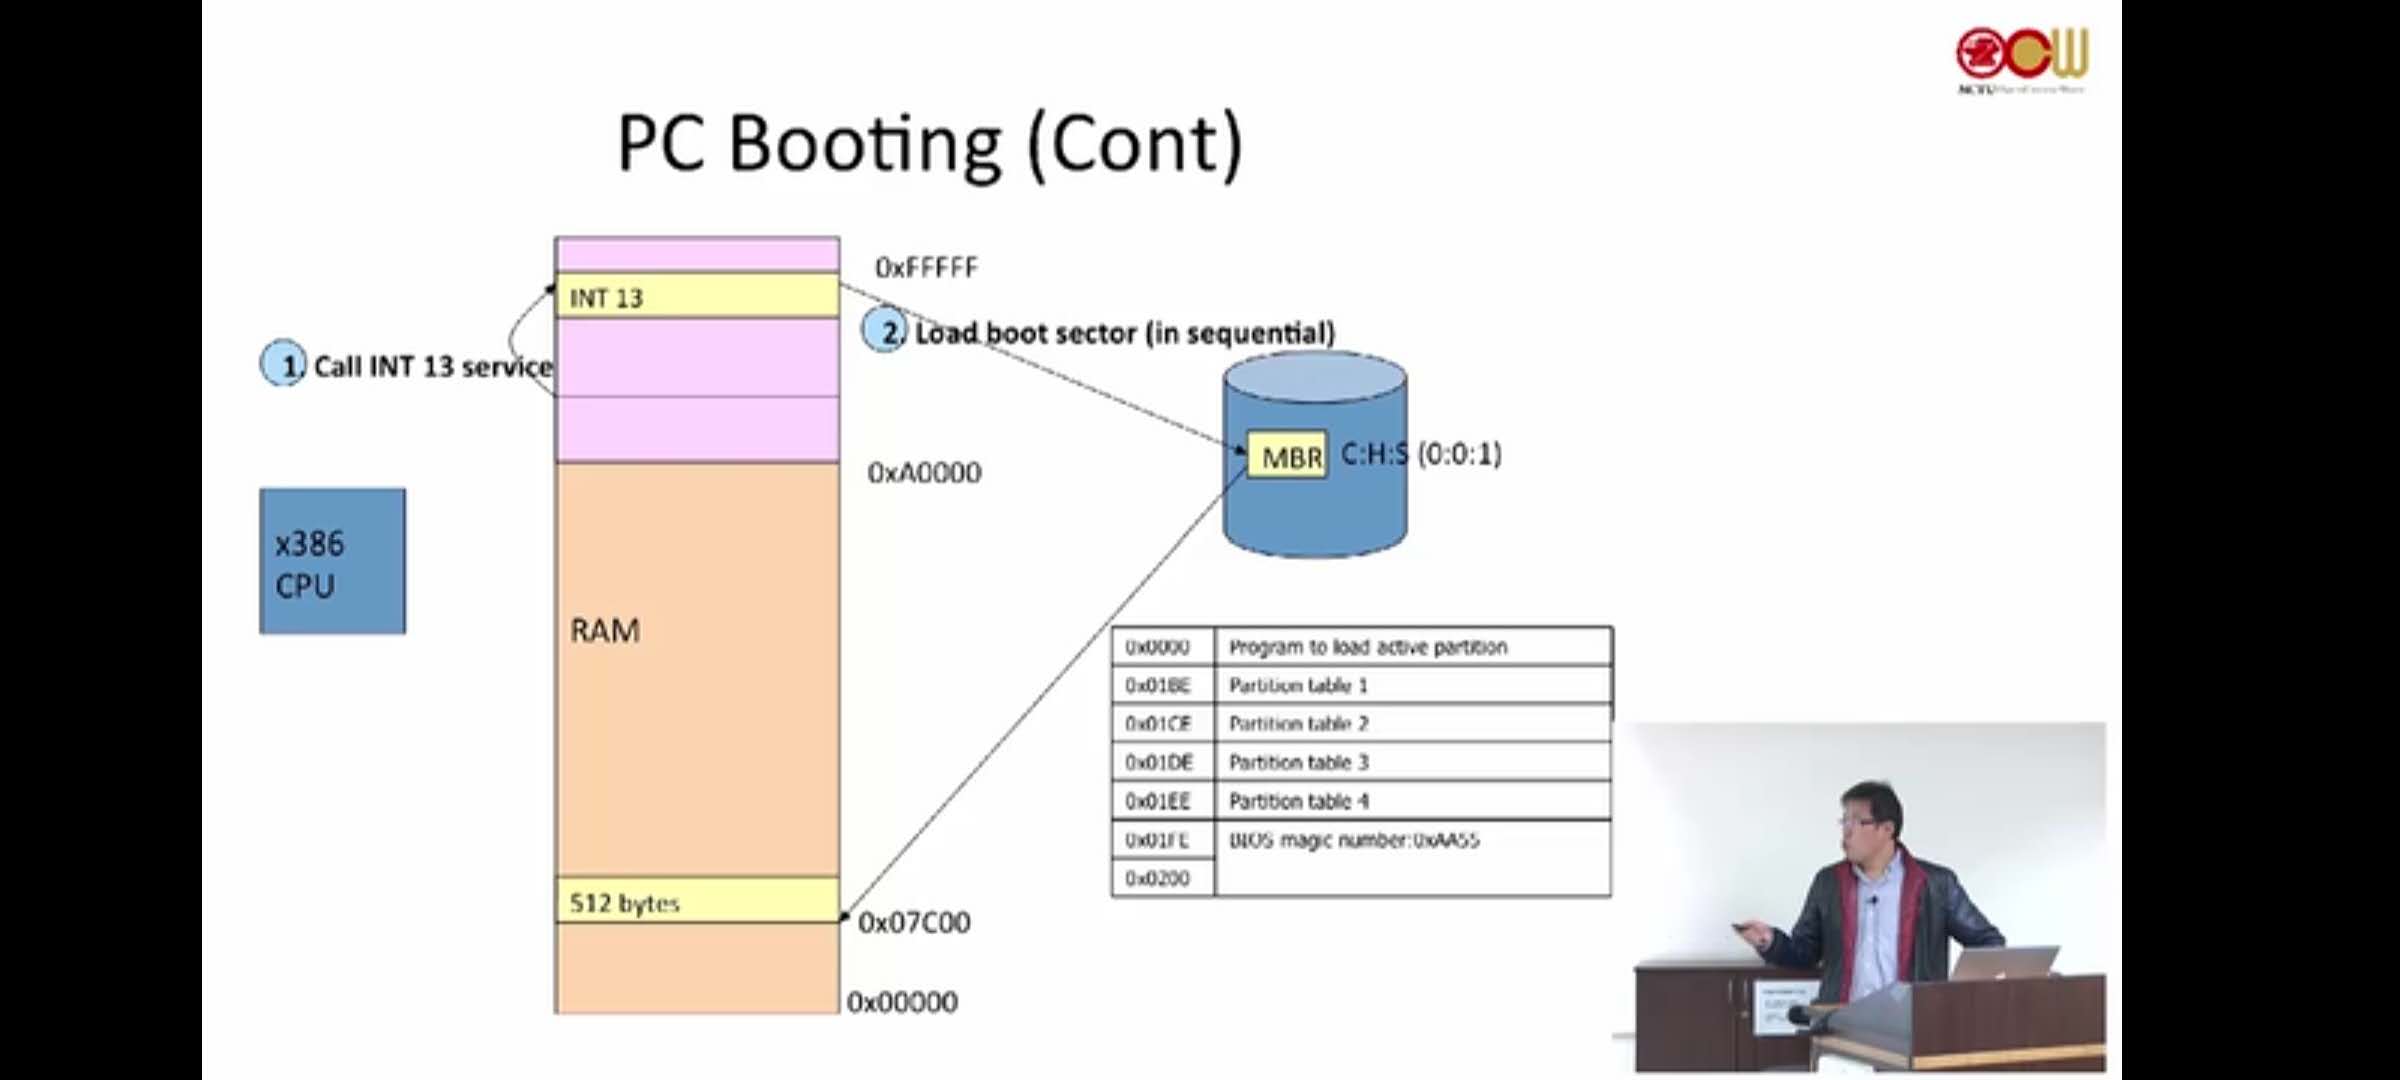 PC Booting (Cont)
0xFFFFF
INT 13
2. Load boot sector (in sequential)
1. Call INT 13 service
MBR
C:H:S (0:0:1)
0xA0000
x386
CPU
RAM
0x0000 Program to load active partition
0x01BE Partition table 1
0x01CE Partition table 2
0x01DE Partition table 3
0x01EE Partition table 4
0x01FE BIOS magic number:0xAA55
0x0200
512 bytes
0x07C00
0x00000